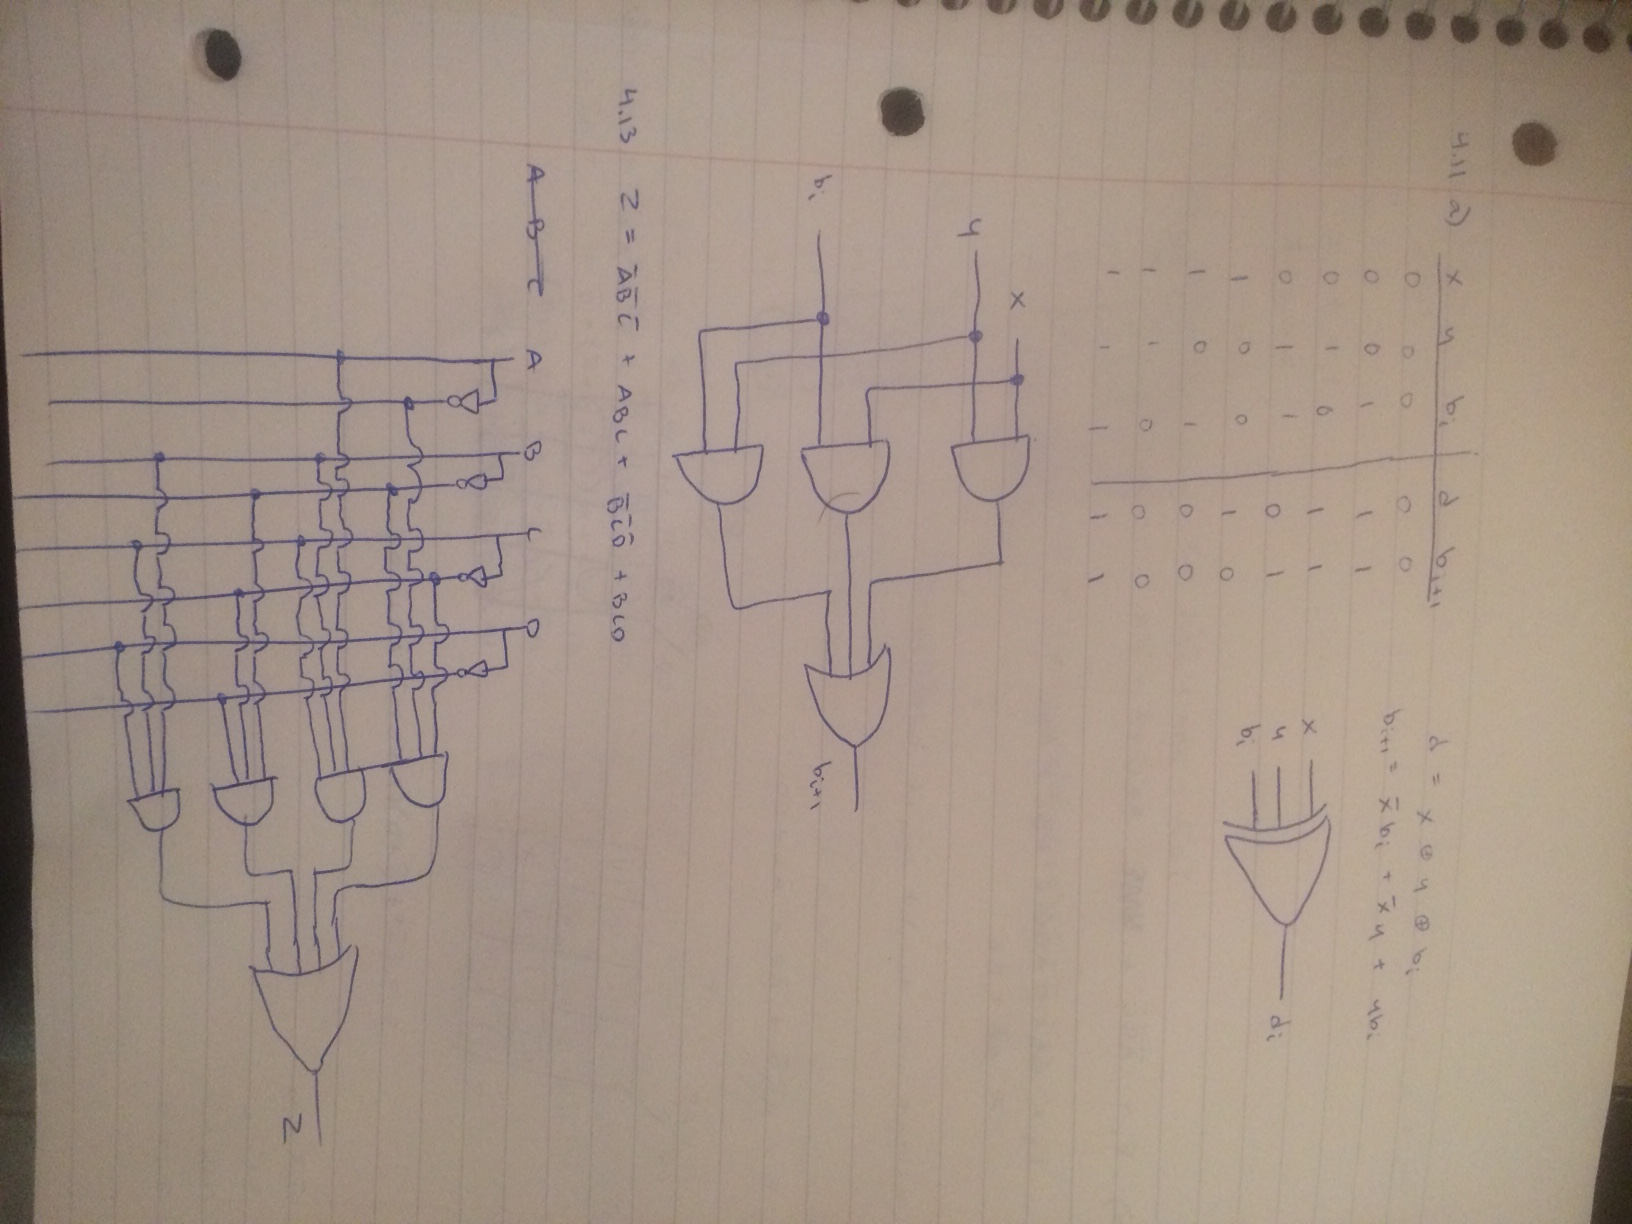 4.11 a)
x y bᵢ d bᵢ₊₁
0 0 0 0 0
0 0 1 1 1
0 1 0 1 1
0 1 1 0 1
1 0 0 1 0
1 0 1 0 0
1 1 0 0 0
1 1 1 1 1
d = x ⊕ y ⊕ bᵢ
bᵢ₊₁ = x̄bᵢ + x̄y + ybᵢ
x
y
bᵢ
dᵢ
x
y
bᵢ
bᵢ₊₁
4.13 Z = A̅B̅C̅ + ABC + B̅C̅D̅ + BCD
A B C
A B C D
Z